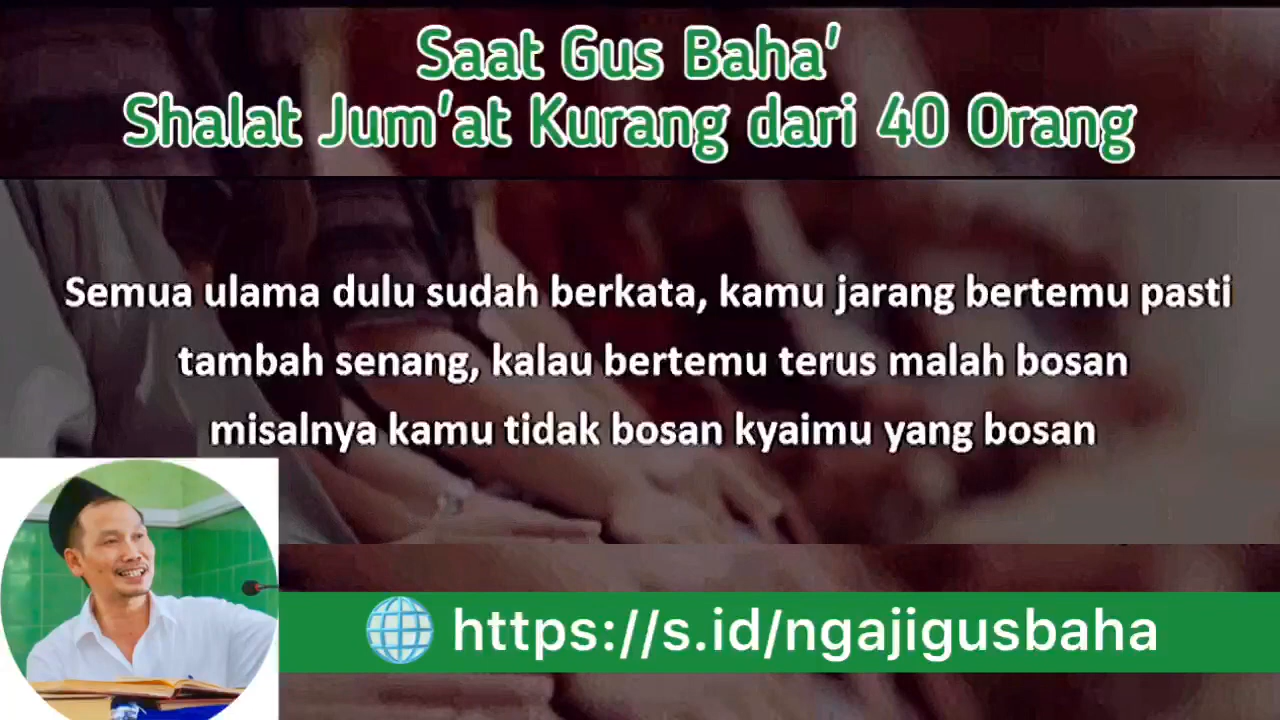 Saat Gus Baha'
Shalat Jum'at Kurang dari 40 Orang
Semua ulama dulu sudah berkata, kamu jarang bertemu pasti
tambah senang, kalau bertemu terus malah bosan
misalnya kamu tidak bosan kyaimu yang bosan
https://s.id/ngajigusbaha